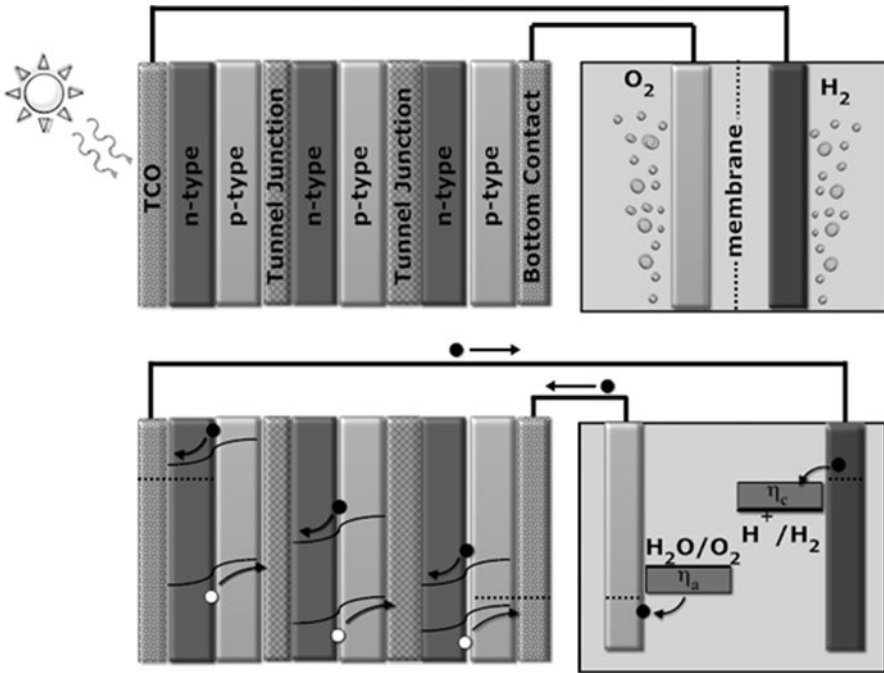 TCO
n-type
p-type
Tunnel Junction
n-type
p-type
Tunnel Junction
n-type
p-type
Bottom Contact
O₂
membrane
H₂
η꜀
H⁺/H₂
H₂O/O₂
ηₐ